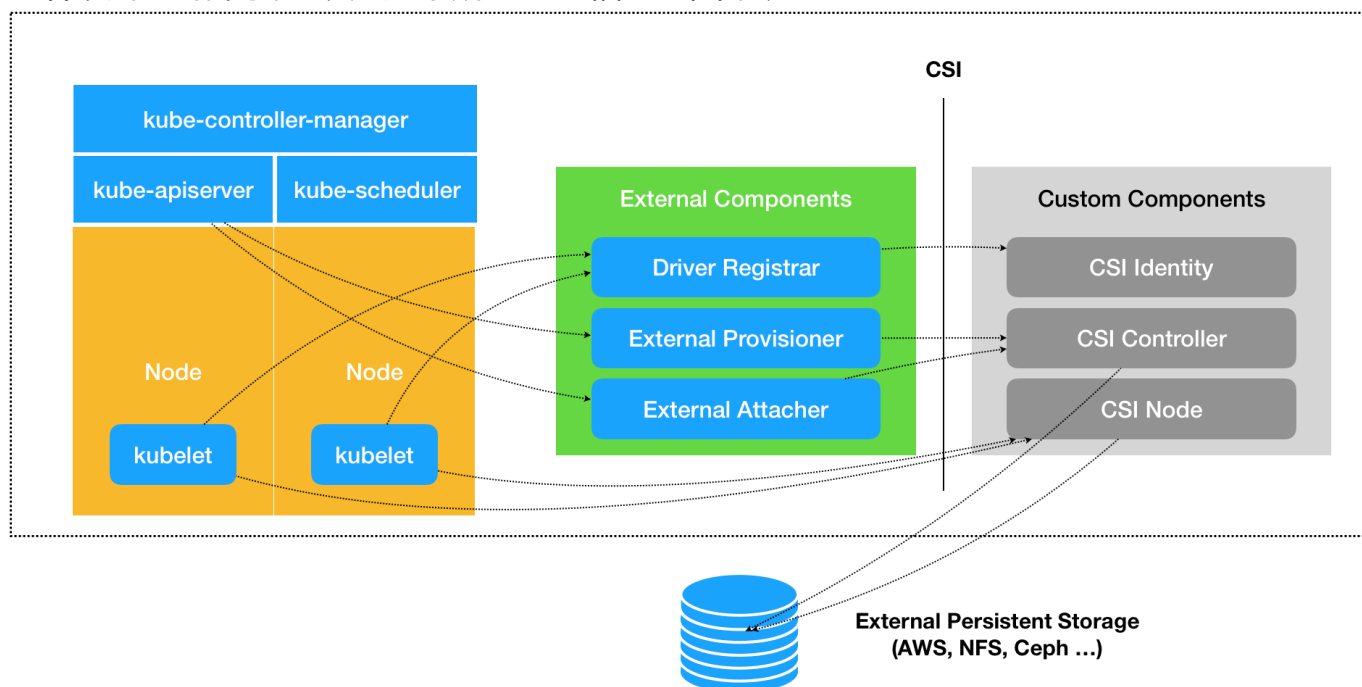 CSI
kube-controller-manager
kube-apiserver
kube-scheduler
External Components
Custom Components
Driver Registrar
CSI Identity
External Provisioner
CSI Controller
Node
Node
External Attacher
CSI Node
kubelet
kubelet
External Persistent Storage
(AWS, NFS, Ceph ...)